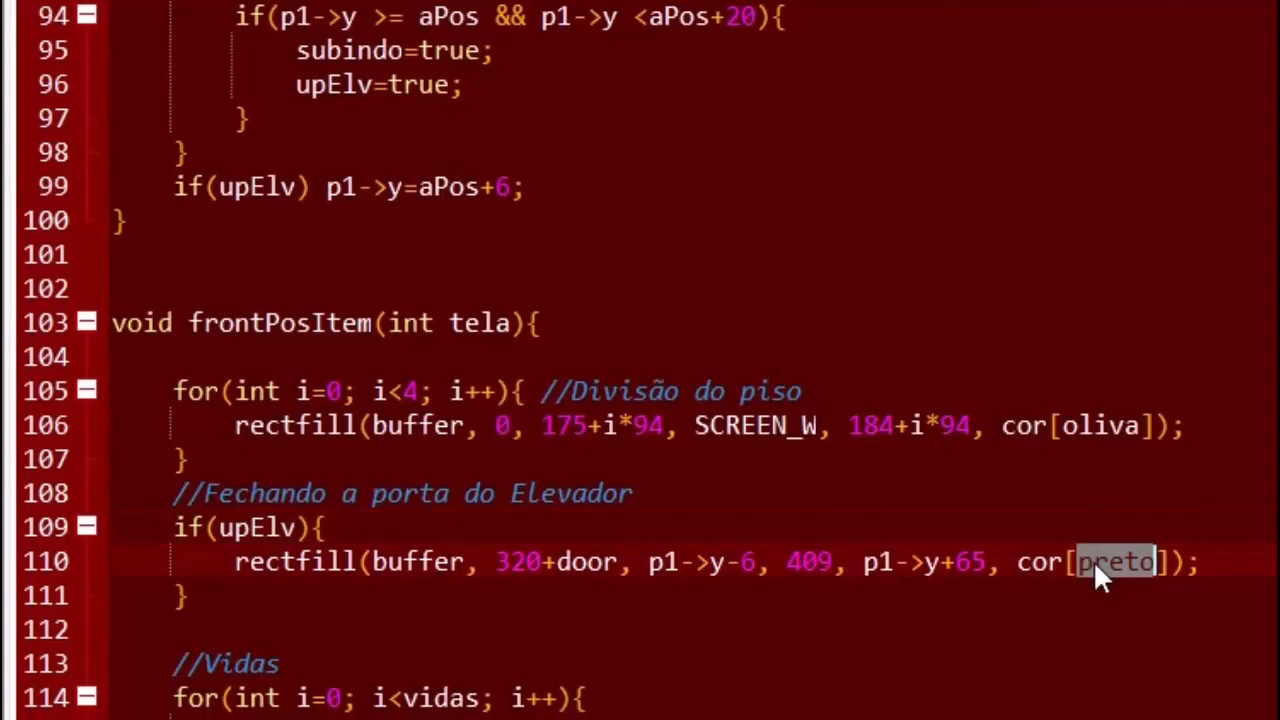 94 if(p1->y >= aPos && p1->y <aPos+20){
95 subindo=true;
96 upElv=true;
97 }
98 }
99 if(upElv) p1->y=aPos+6;
100 }
101
102
103 void frontPosItem(int tela){
104
105 for(int i=0; i<4; i++){ //Divisão do piso
106 rectfill(buffer, 0, 175+i*94, SCREEN_W, 184+i*94, cor[oliva]);
107 }
108 //Fechando a porta do Elevador
109 if(upElv){
110 rectfill(buffer, 320+door, p1->y-6, 409, p1->y+65, cor[preto]);
111 }
112
113 //Vidas
114 for(int i=0; i<vidas; i++){